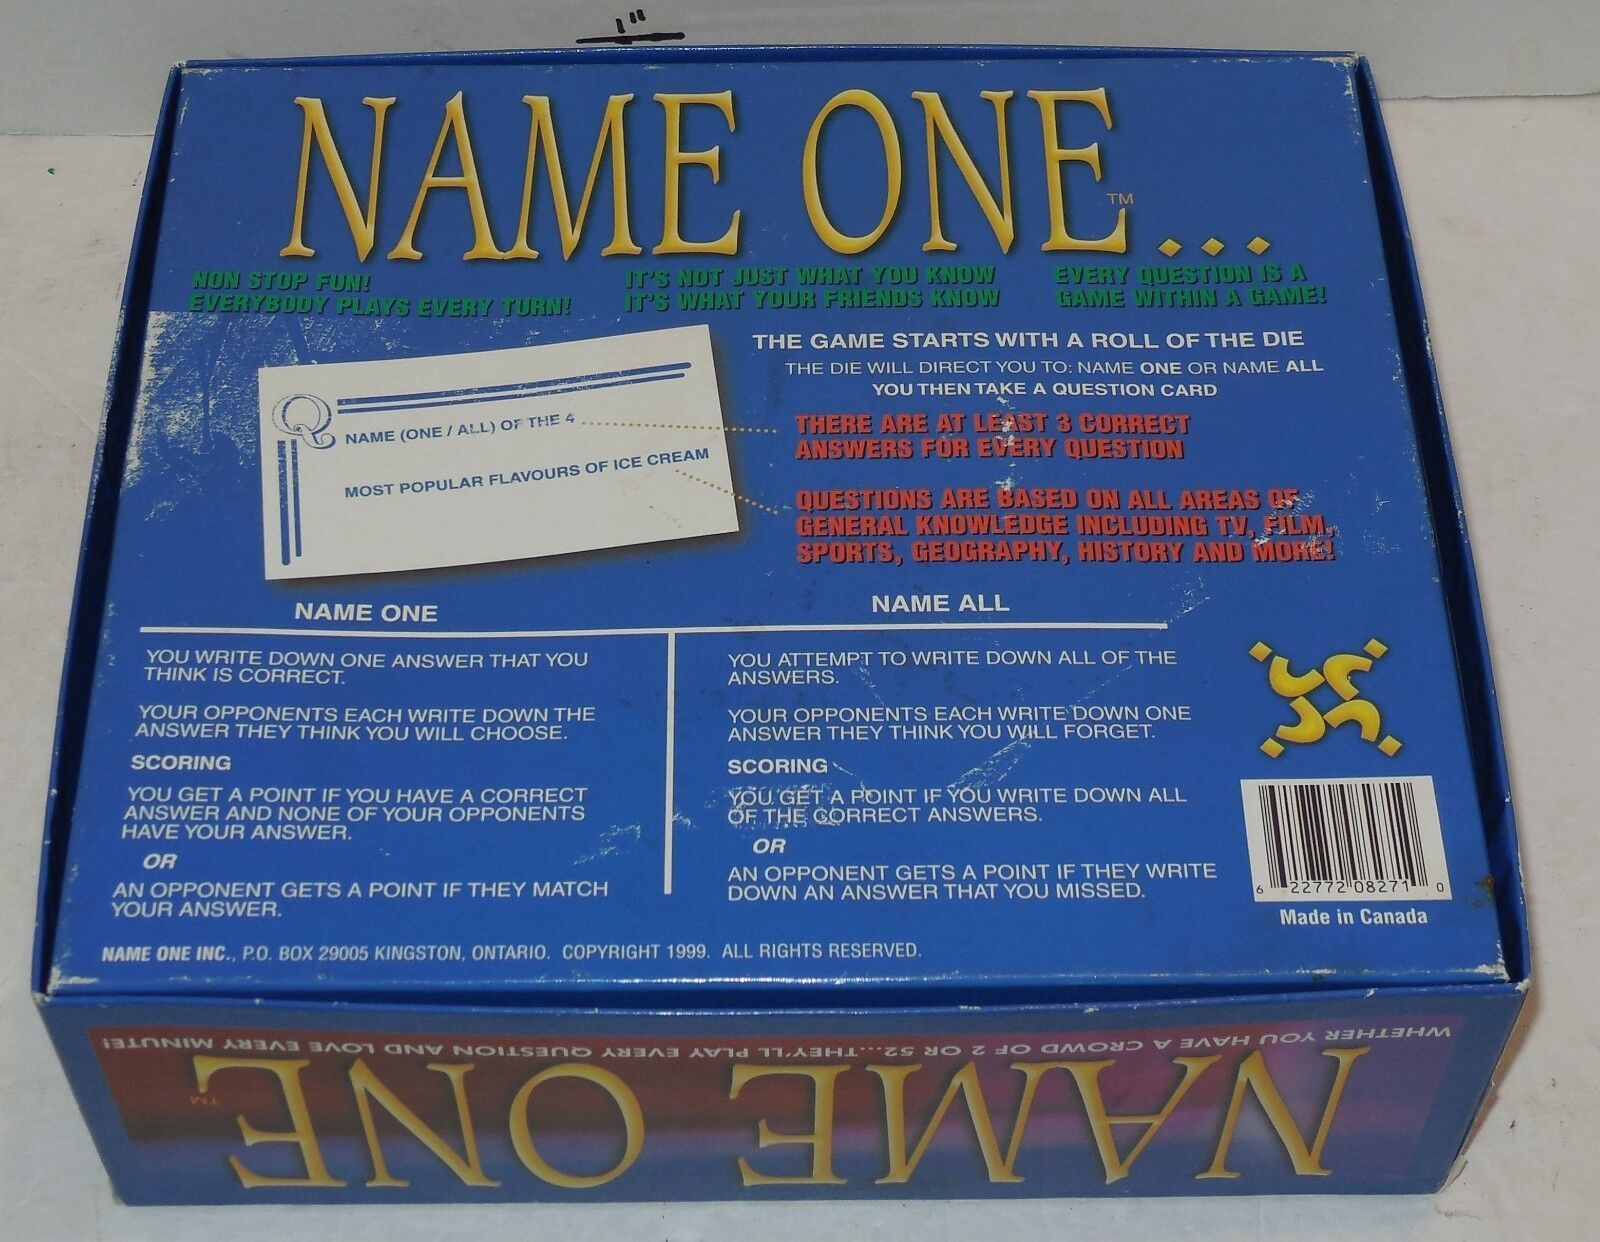 1"
NAME ONE™...
NON STOP FUN!
EVERYBODY PLAYS EVERY TURN!
IT'S NOT JUST WHAT YOU KNOW
IT'S WHAT YOUR FRIENDS KNOW
EVERY QUESTION IS A
GAME WITHIN A GAME!
Q
NAME (ONE / ALL) OF THE 4
MOST POPULAR FLAVOURS OF ICE CREAM
THE GAME STARTS WITH A ROLL OF THE DIE
THE DIE WILL DIRECT YOU TO: NAME ONE OR NAME ALL
YOU THEN TAKE A QUESTION CARD
THERE ARE AT LEAST 3 CORRECT
ANSWERS FOR EVERY QUESTION
QUESTIONS ARE BASED ON ALL AREAS OF
GENERAL KNOWLEDGE INCLUDING TV, FILM,
SPORTS, GEOGRAPHY, HISTORY AND MORE!
NAME ONE
YOU WRITE DOWN ONE ANSWER THAT YOU
THINK IS CORRECT.
YOUR OPPONENTS EACH WRITE DOWN THE
ANSWER THEY THINK YOU WILL CHOOSE.
SCORING
YOU GET A POINT IF YOU HAVE A CORRECT
ANSWER AND NONE OF YOUR OPPONENTS
HAVE YOUR ANSWER.
OR
AN OPPONENT GETS A POINT IF THEY MATCH
YOUR ANSWER.
NAME ALL
YOU ATTEMPT TO WRITE DOWN ALL OF THE
ANSWERS.
YOUR OPPONENTS EACH WRITE DOWN ONE
ANSWER THEY THINK YOU WILL FORGET.
SCORING
YOU GET A POINT IF YOU WRITE DOWN ALL
OF THE CORRECT ANSWERS.
OR
AN OPPONENT GETS A POINT IF THEY WRITE
DOWN AN ANSWER THAT YOU MISSED.
6 22772 08271 0
Made in Canada
NAME ONE INC., P.O. BOX 29005 KINGSTON, ONTARIO. COPYRIGHT 1999. ALL RIGHTS RESERVED.
NAME ONE™
WHETHER YOU HAVE A CROWD OF 2 OR 52...THEY'LL PLAY EVERY QUESTION AND LOVE EVERY MINUTE!